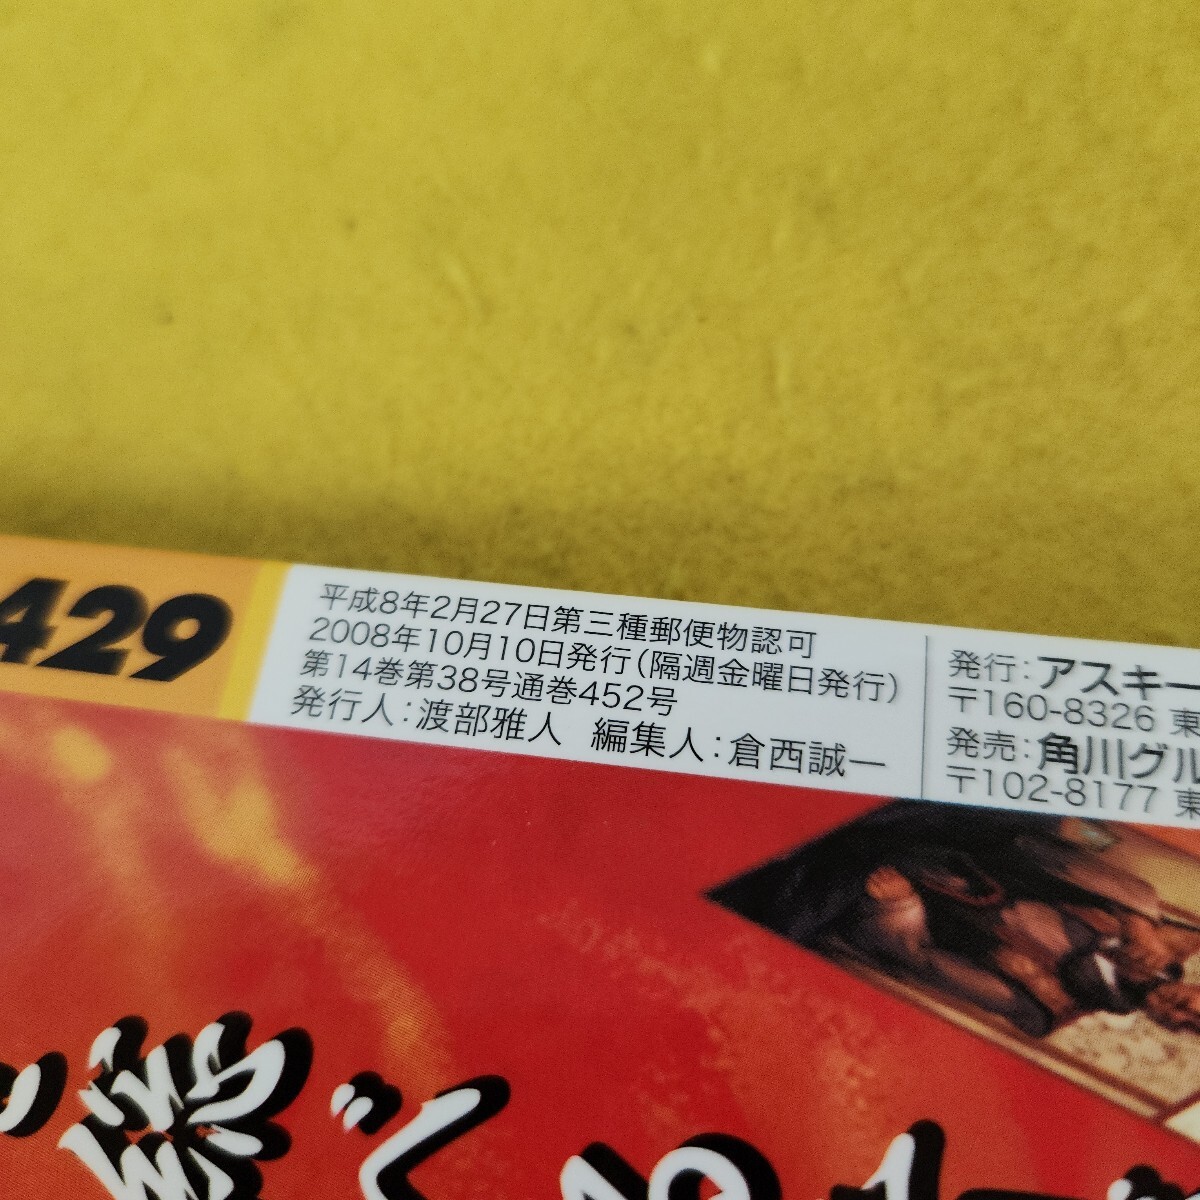 429
平成8年2月27日第三種郵便物認可
2008年10月10日発行（隔週金曜日発行）
第14巻第38号通巻452号
発行人：渡部雅人 編集人：倉西誠一
発行：アスキー
〒160-8326 東
発売：角川グル
〒102-8177 東